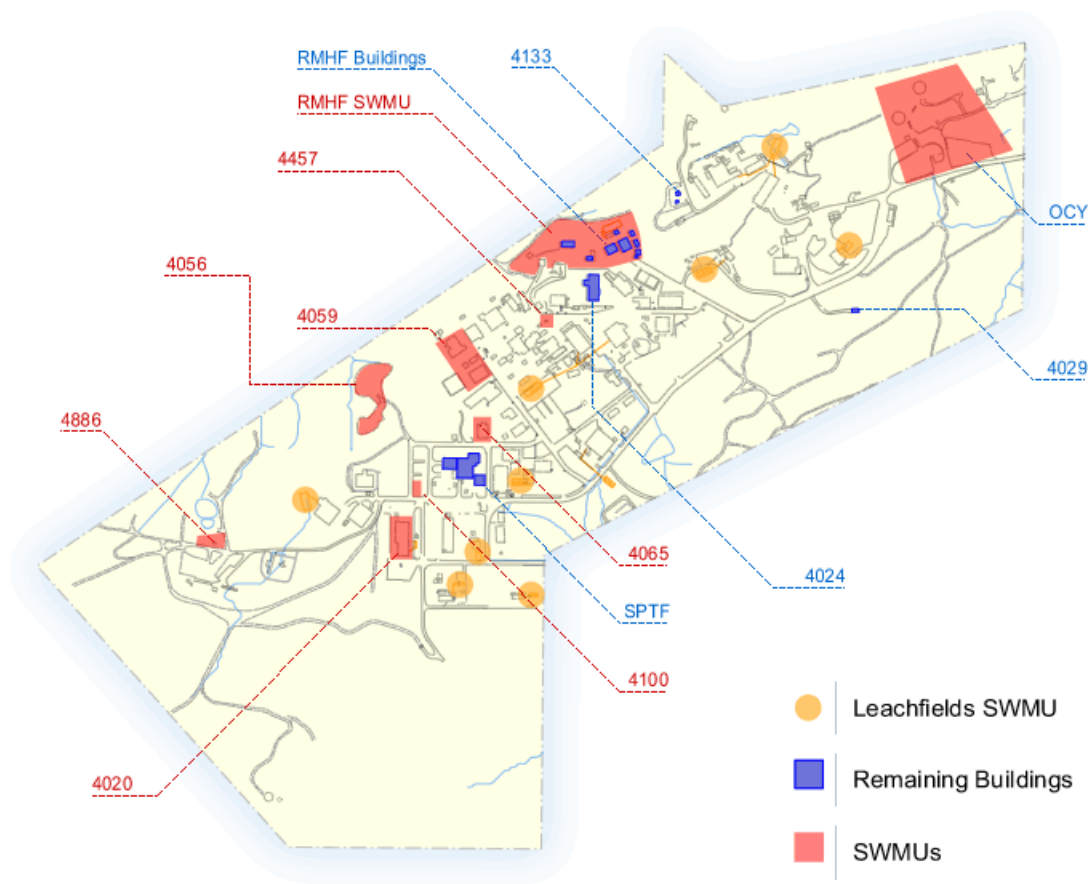 RMHF Buildings
4133
RMHF SWMU
4457
OCY
4056
4059
4029
4886
4065
4024
SPTF
4100
4020
Leachfields SWMU
Remaining Buildings
SWMUs